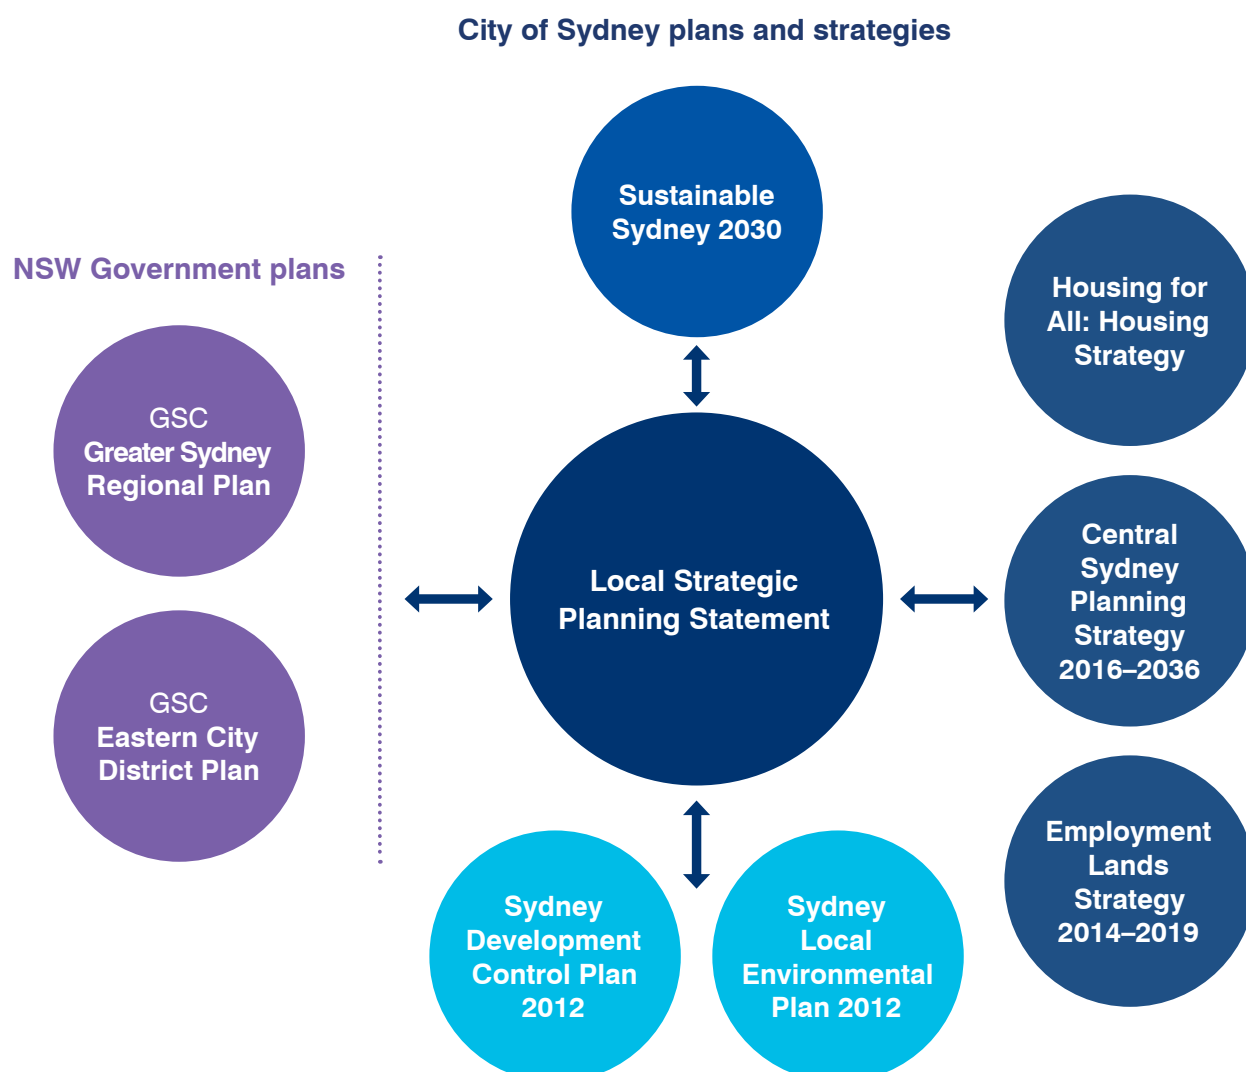 City of Sydney plans and strategies
Sustainable
Sydney 2030
NSW Government plans
GSC
Greater Sydney
Regional Plan
GSC
Eastern City
District Plan
Local Strategic
Planning Statement
Housing for
All: Housing
Strategy
Central
Sydney
Planning
Strategy
2016–2036
Employment
Lands
Strategy
2014–2019
Sydney
Development
Control Plan
2012
Sydney
Local
Environmental
Plan 2012